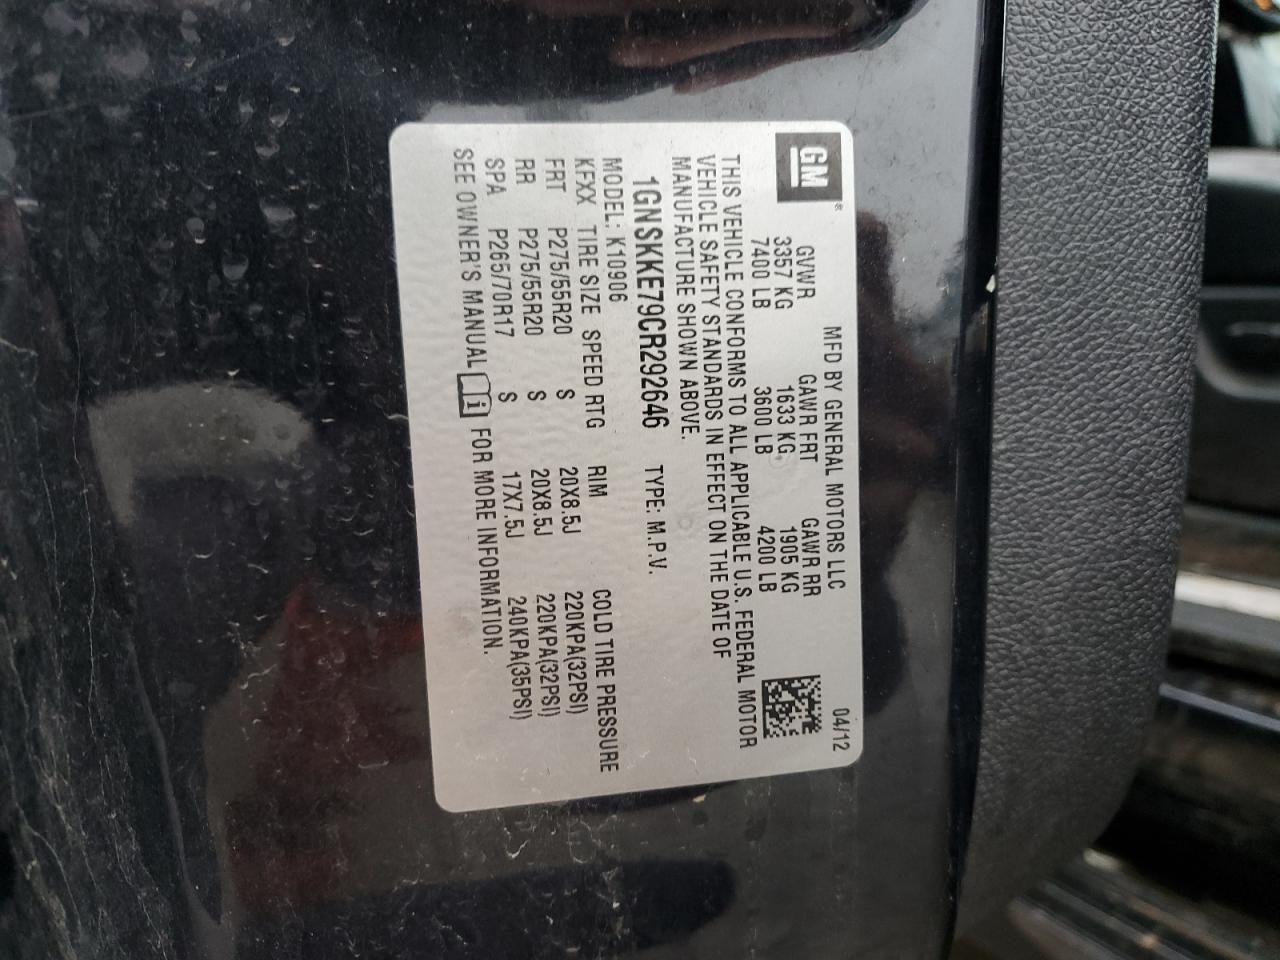 GM®
MFD BY GENERAL MOTORS LLC 04/12
GVWR GAWR FRT GAWR RR
3357 KG 1633 KG 1905 KG
7400 LB 3600 LB 4200 LB
THIS VEHICLE CONFORMS TO ALL APPLICABLE U.S. FEDERAL MOTOR
VEHICLE SAFETY STANDARDS IN EFFECT ON THE DATE OF
MANUFACTURE SHOWN ABOVE.
1GNSKKE79CR292646 TYPE: M.P.V.
MODEL: K10906
KFXX TIRE SIZE SPEED RTG RIM COLD TIRE PRESSURE
FRT P275/55R20 S 20X8.5J 220KPA(32PSI)
RR P275/55R20 S 20X8.5J 220KPA(32PSI)
SPA P265/70R17 S 17X7.5J 240KPA(35PSI)
SEE OWNER'S MANUAL i FOR MORE INFORMATION.